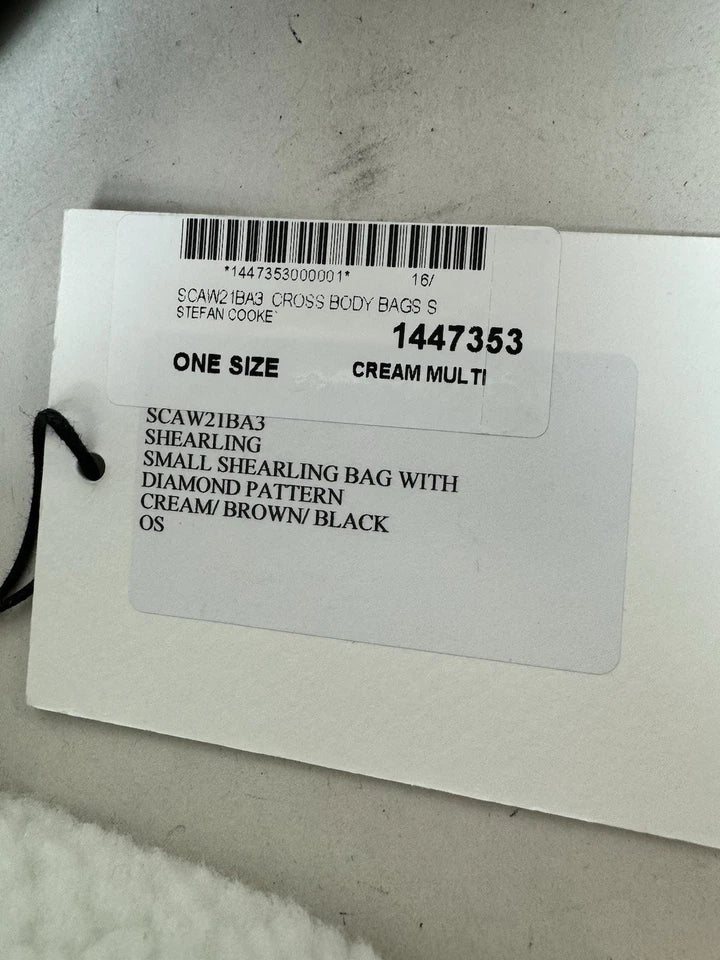 *1447353000001* 16/
SCAW21BA3 CROSS BODY BAGS S
STEFAN COOKE
1447353
ONE SIZE CREAM MULTI
SCAW21BA3
SHEARLING
SMALL SHEARLING BAG WITH
DIAMOND PATTERN
CREAM/ BROWN/ BLACK
OS